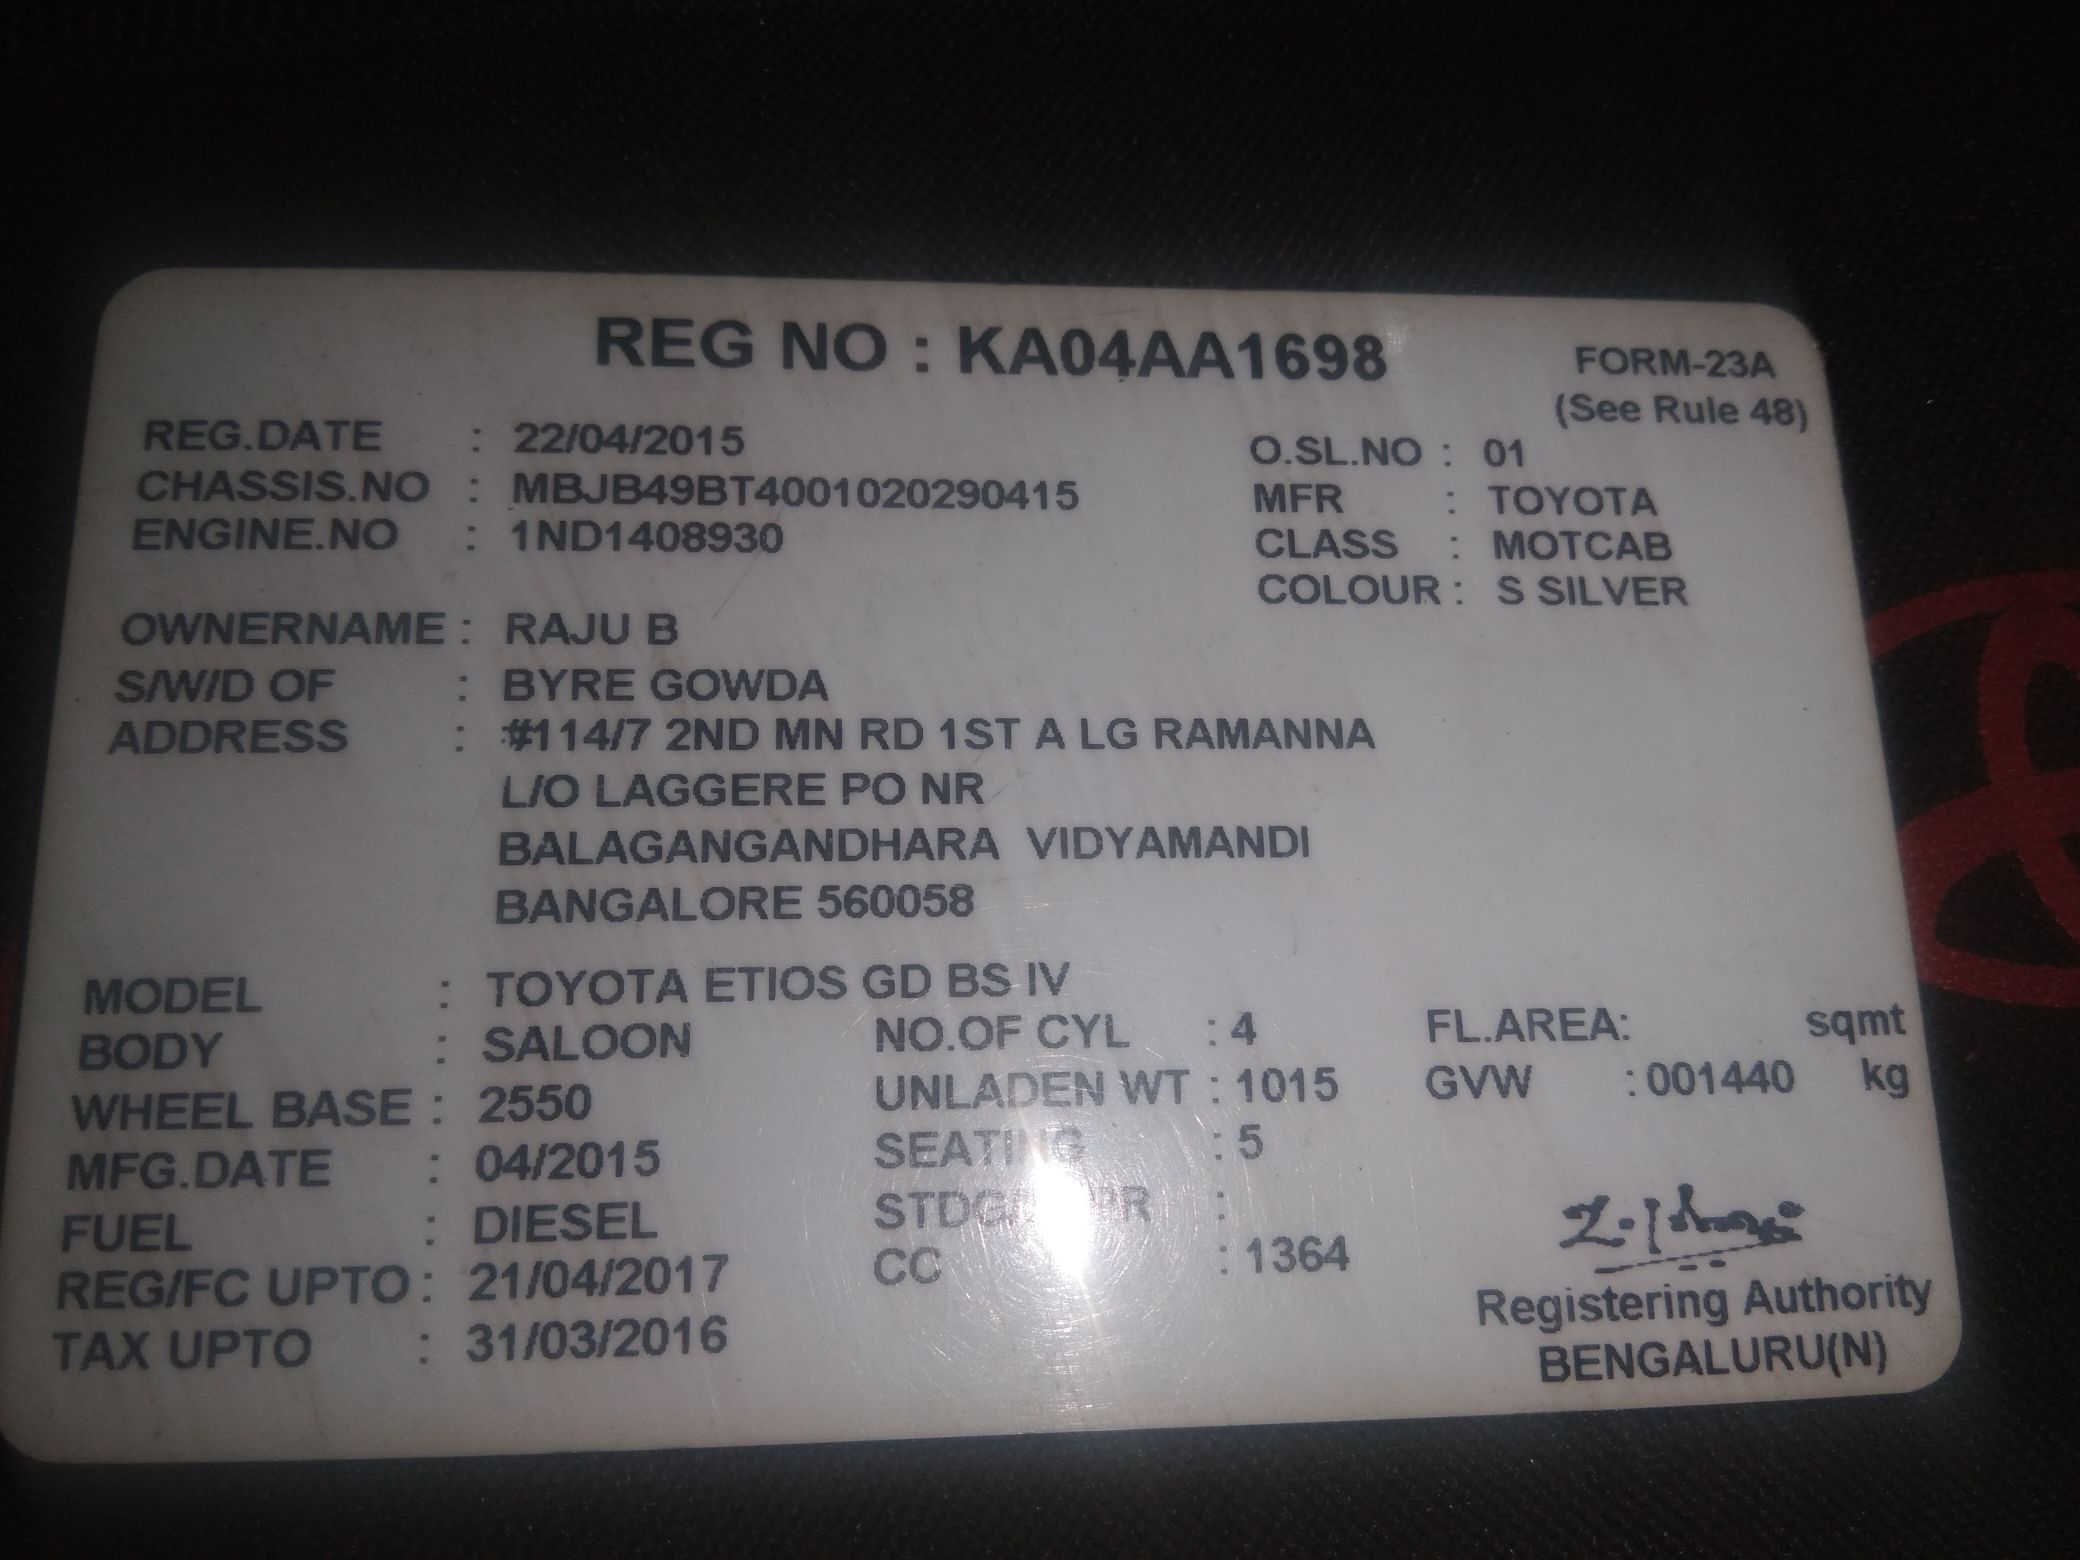 REG NO : KA04AA1698
FORM-23A
(See Rule 48)
REG.DATE : 22/04/2015
O.SL.NO : 01
CHASSIS.NO : MBJB49BT4001020290415
MFR : TOYOTA
ENGINE.NO : 1ND1408930
CLASS : MOTCAB
COLOUR : S SILVER
OWNERNAME : RAJU B
S/W/D OF : BYRE GOWDA
ADDRESS : #114/7 2ND MN RD 1ST A LG RAMANNA
L/O LAGGERE PO NR
BALAGANGANDHARA VIDYAMANDI
BANGALORE 560058
MODEL : TOYOTA ETIOS GD BS IV
BODY : SALOON
NO.OF CYL : 4
FL.AREA: sqmt
WHEEL BASE : 2550
UNLADEN WT : 1015
GVW : 001440 kg
MFG.DATE : 04/2015
SEATING : 5
FUEL : DIESEL
REG/FC UPTO : 21/04/2017
CC : 1364
TAX UPTO : 31/03/2016
Registering Authority
BENGALURU(N)